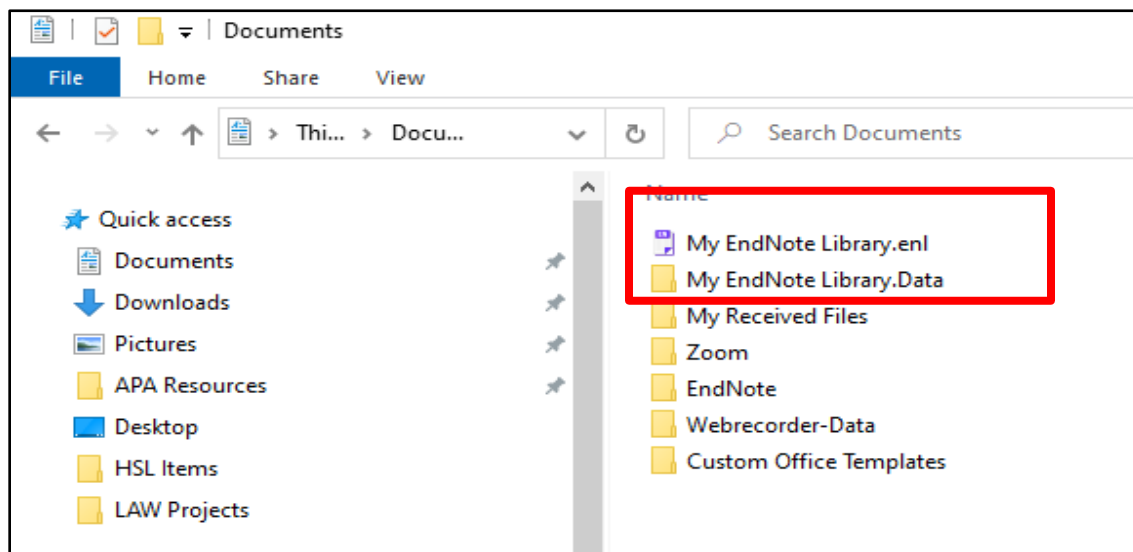 Documents
File Home Share View
Thi... Docu... Search Documents
Quick access
Documents
Downloads
Pictures
APA Resources
Desktop
HSL Items
LAW Projects
Name
My EndNote Library.enl
My EndNote Library.Data
My Received Files
Zoom
EndNote
Webrecorder-Data
Custom Office Templates